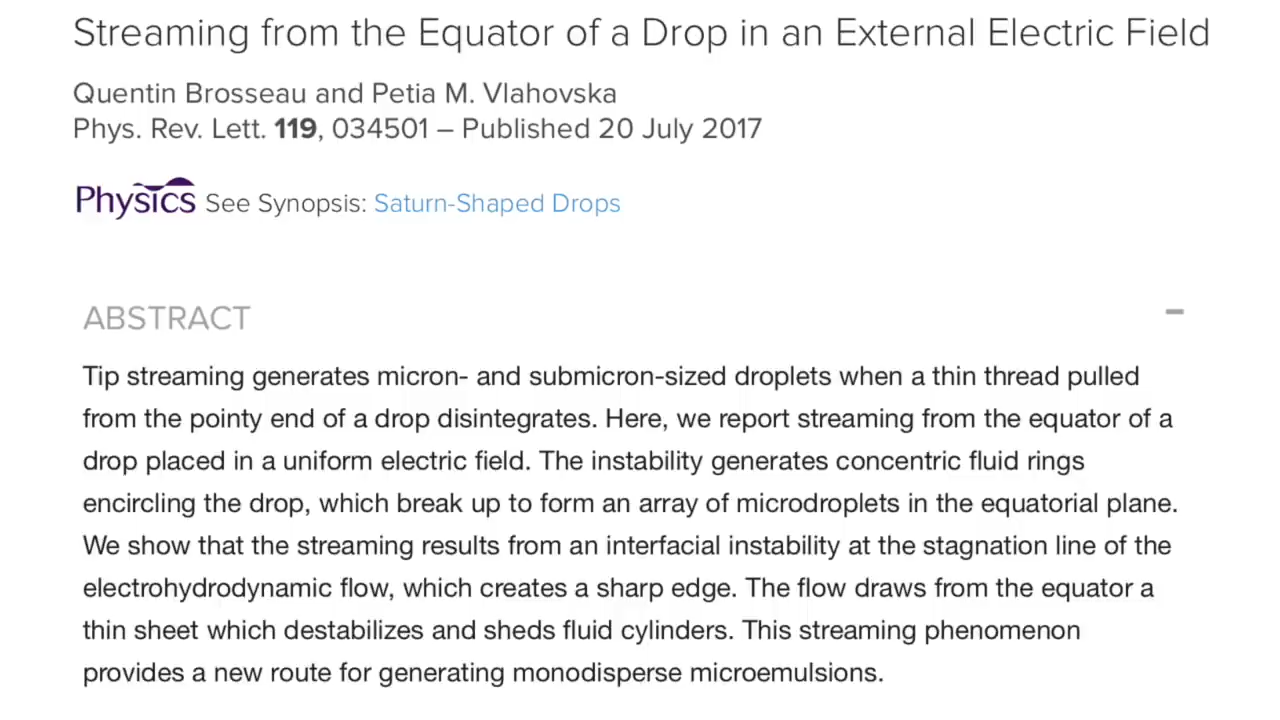 Streaming from the Equator of a Drop in an External Electric Field
Quentin Brosseau and Petia M. Vlahovska
Phys. Rev. Lett. 119, 034501 – Published 20 July 2017
Physics See Synopsis: Saturn-Shaped Drops
ABSTRACT
Tip streaming generates micron- and submicron-sized droplets when a thin thread pulled
from the pointy end of a drop disintegrates. Here, we report streaming from the equator of a
drop placed in a uniform electric field. The instability generates concentric fluid rings
encircling the drop, which break up to form an array of microdroplets in the equatorial plane.
We show that the streaming results from an interfacial instability at the stagnation line of the
electrohydrodynamic flow, which creates a sharp edge. The flow draws from the equator a
thin sheet which destabilizes and sheds fluid cylinders. This streaming phenomenon
provides a new route for generating monodisperse microemulsions.